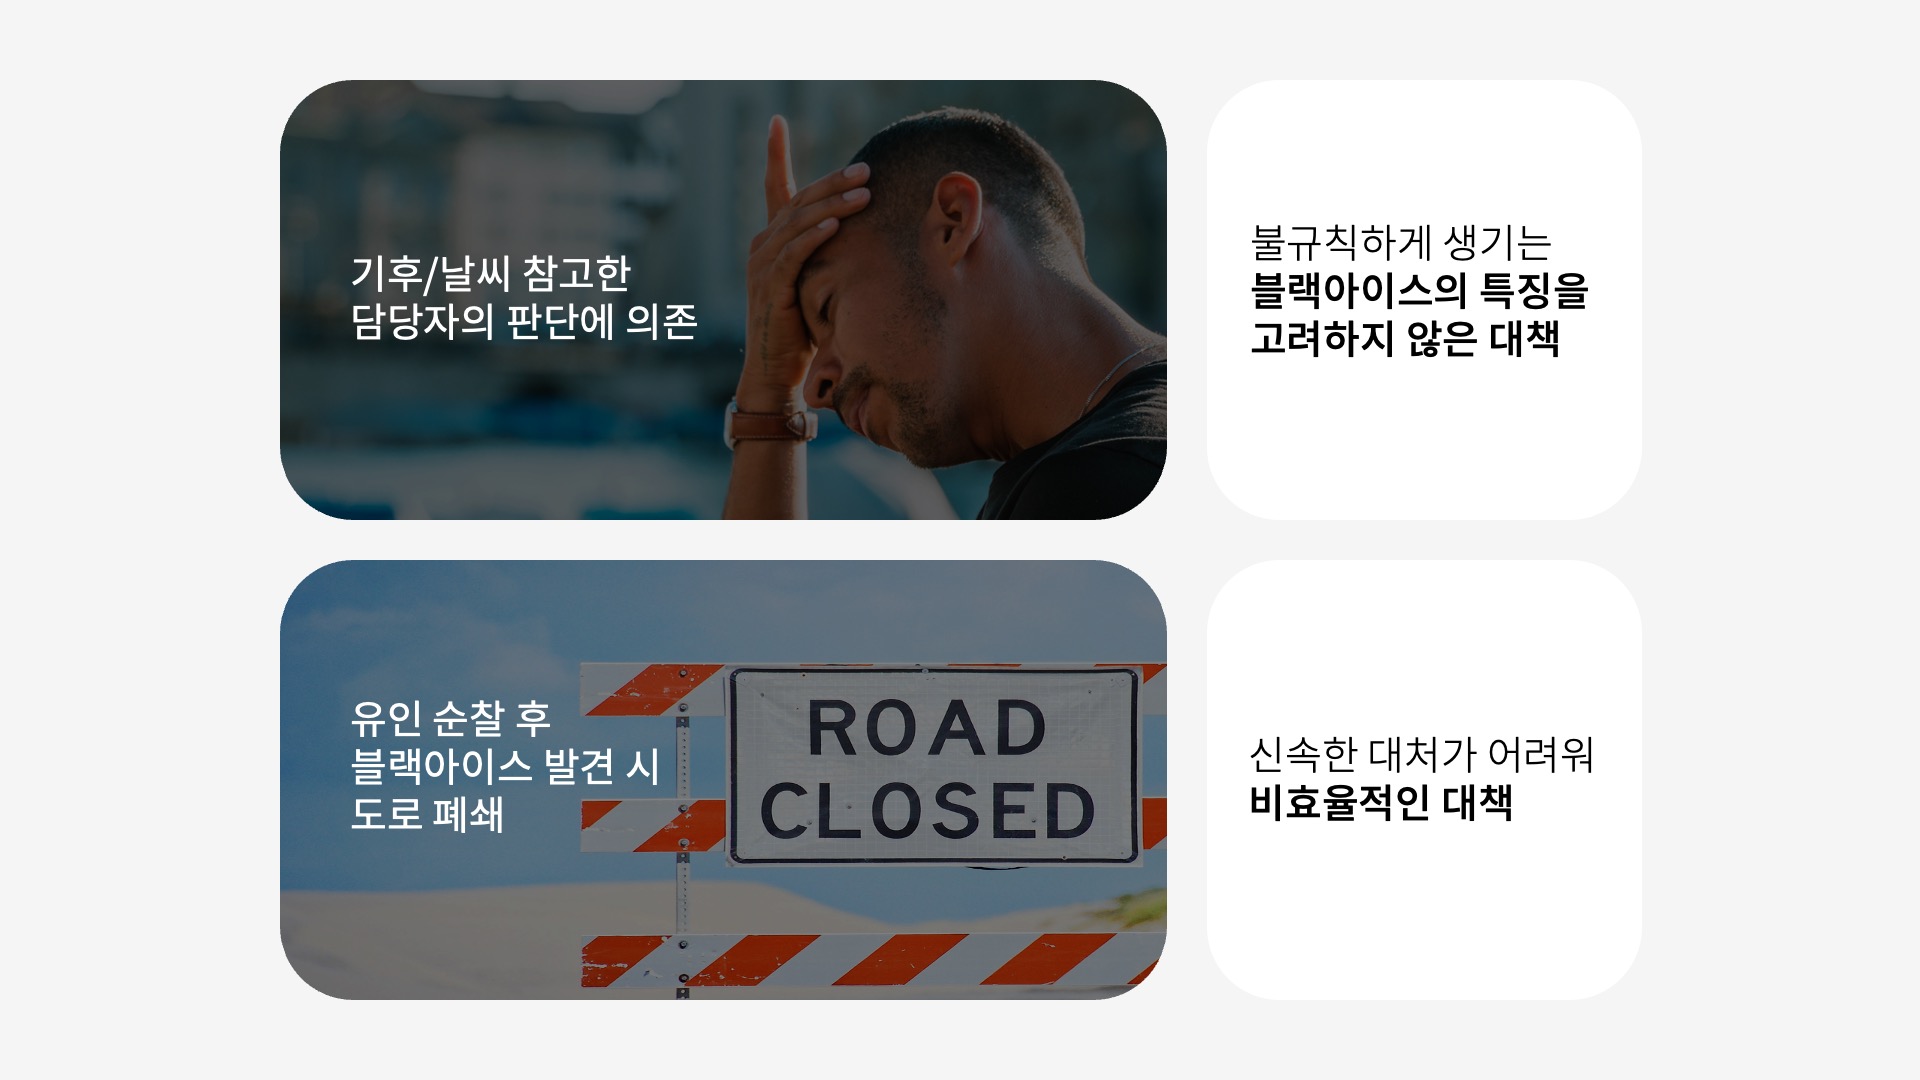 기후/날씨 참고한
담당자의 판단에 의존
불규칙하게 생기는
블랙아이스의 특징을
고려하지 않은 대책
유인 순찰 후
블랙아이스 발견 시
도로 폐쇄
ROAD
CLOSED
신속한 대처가 어려워
비효율적인 대책